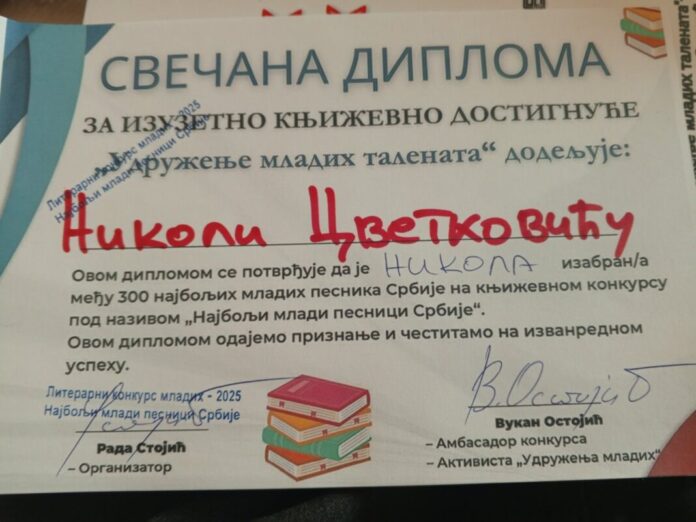 СВЕЧАНА ДИПЛОМА
ЗА ИЗУЗЕТНО КЊИЖЕВНО ДОСТИГНУЋЕ
„Удружење младих талената“ додељује:
Литерарни конкурс младих - 2025
Најбољи млади песници Србије
Николи Цветковићу
Овом дипломом се потврђује да је НИКОЛА изабран/а
међу 300 најбољих младих песника Србије на књижевном конкурсу
под називом „Најбољи млади песници Србије“.
Овом дипломом одајемо признање и честитамо на изванредном
успеху.
Литерарни конкурс младих - 2025
Најбољи млади песници Србије
Рада Стојић
– Организатор
В. Остојић
Вукан Остојић
– Амбасадор конкурса
– Активиста „Удружења младих“
младих талената“